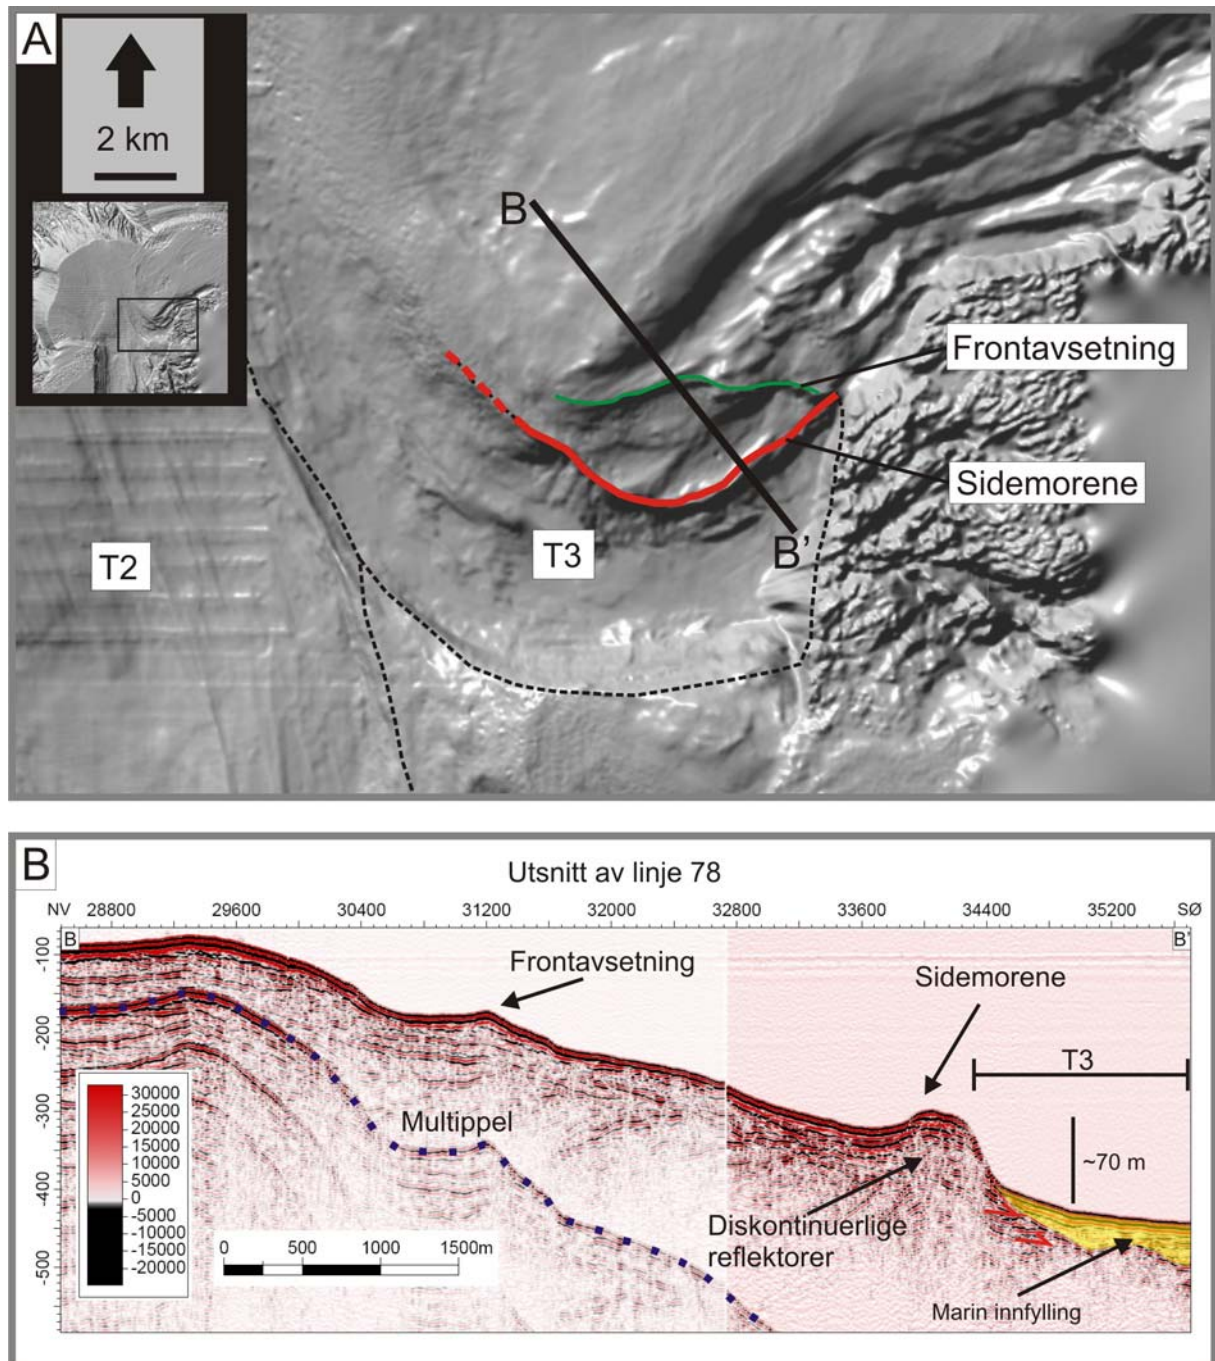 A
2 km
B
Frontavsetning
Sidemorene
B'
T3
T2
B
Utsnitt av linje 78
NV 28800 29600 30400 31200 32000 32800 33600 34400 35200 SØ
B
B'
Frontavsetning
Sidemorene
T3
-100
-200
-300
-400
-500
30000
25000
20000
15000
10000
5000
0
-5000
-10000
-15000
-20000
Multippel
~70 m
Diskontinuerlige
reflektorer
0 500 1000 1500m
Marin innfylling